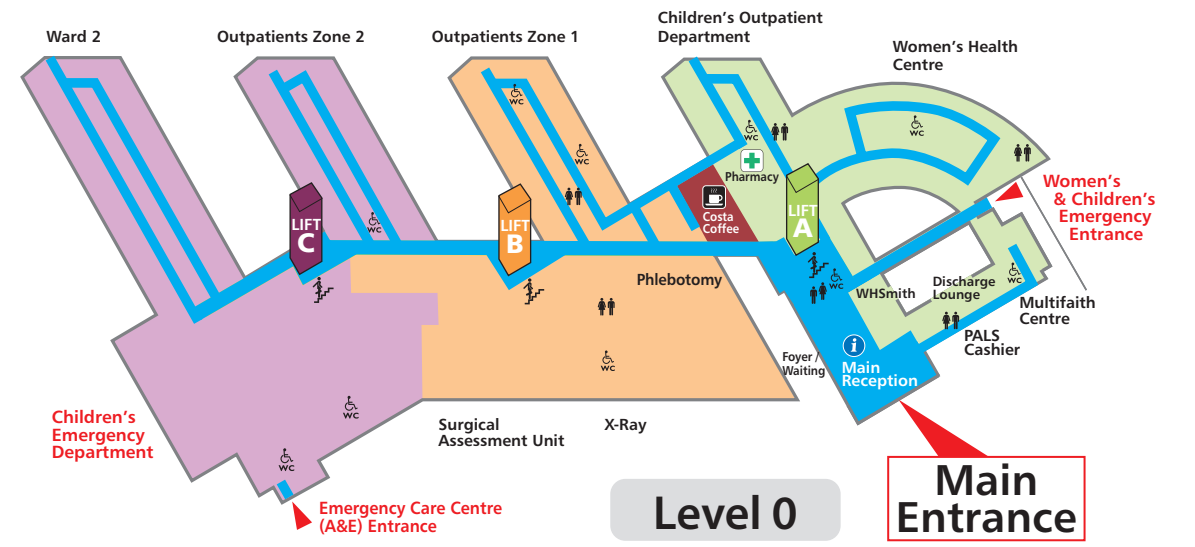 Ward 2
Outpatients Zone 2
Outpatients Zone 1
Children's Outpatient
Department
Women's Health
Centre
WC
WC
WC
Pharmacy
WC
WC
Costa
Coffee
LIFT
A
LIFT
B
LIFT
C
Women's
& Children's
Emergency
Entrance
Phlebotomy
WC
WHSmith
Discharge
Lounge
WC
Multifaith
Centre
PALS
Cashier
i
Foyer /
Waiting
Main
Reception
WC
WC
WC
Children's
Emergency
Department
Surgical
Assessment Unit
X-Ray
Emergency Care Centre
(A&E) Entrance
Level 0
Main
Entrance